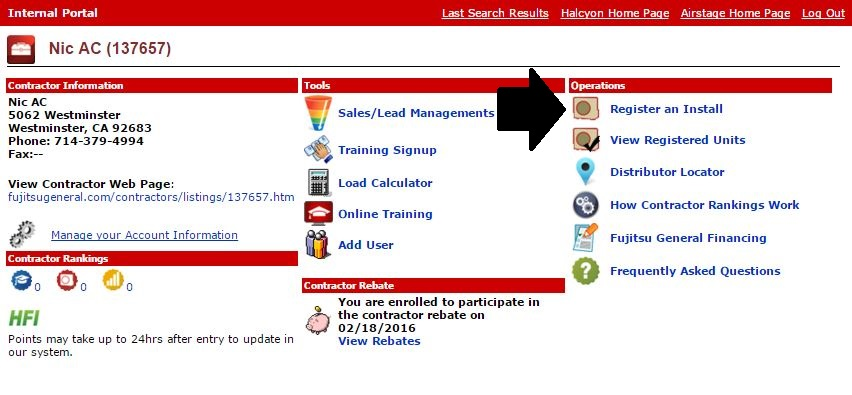 Internal Portal
Last Search Results Halcyon Home Page Airstage Home Page Log Out
Nic AC (137657)
Contractor Information
Nic AC
5062 Westminster
Westminster, CA 92683
Phone: 714-379-4994
Fax:--
View Contractor Web Page:
fujitsugeneral.com/contractors/listings/137657.htm
Manage your Account Information
Contractor Rankings
0 0 0
HFI
Points may take up to 24hrs after entry to update in
our system.
Tools
Sales/Lead Managements
Training Signup
Load Calculator
Online Training
Add User
Contractor Rebate
You are enrolled to participate in
the contractor rebate on
02/18/2016
View Rebates
Operations
Register an Install
View Registered Units
Distributor Locator
How Contractor Rankings Work
Fujitsu General Financing
Frequently Asked Questions